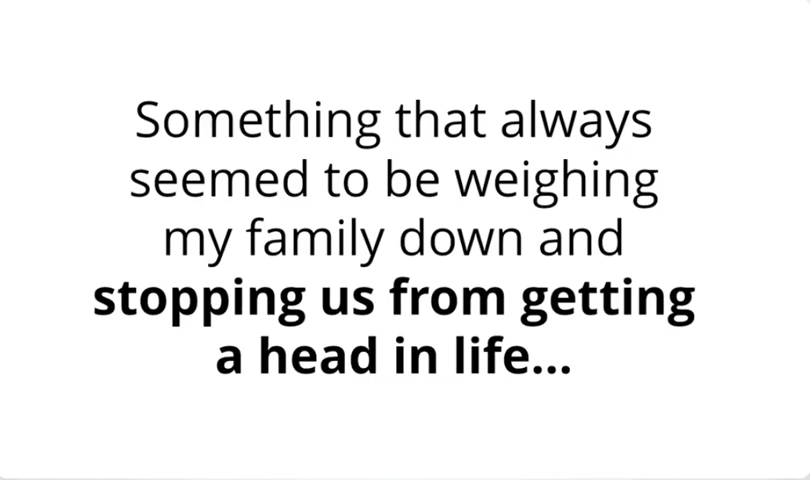 Something that always
seemed to be weighing
my family down and
stopping us from getting
a head in life...